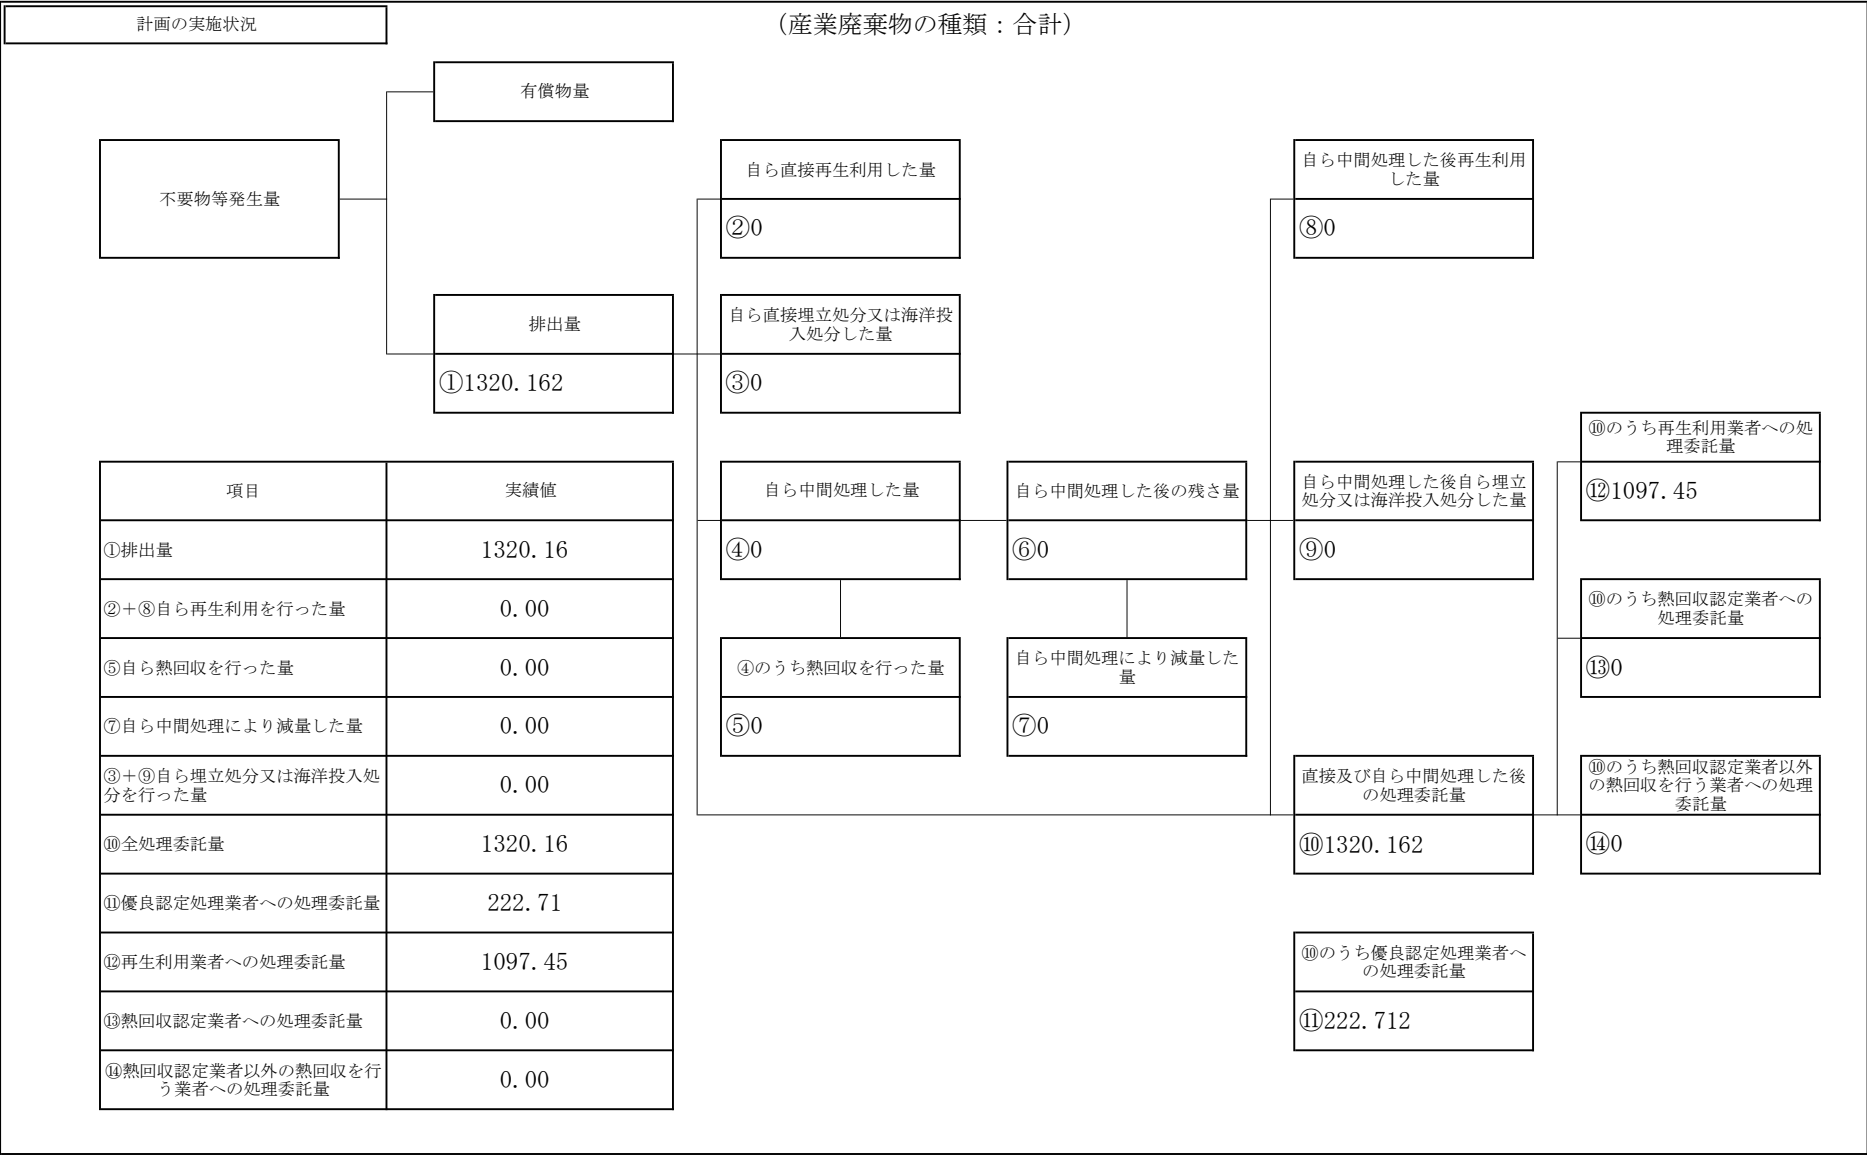 計画の実施状況
（産業廃棄物の種類：合計）
有償物量
不要物等発生量
自ら直接再生利用した量
②0
自ら中間処理した後再生利用
した量
⑧0
排出量
①1320.162
自ら直接埋立処分又は海洋投
入処分した量
③0
項目
実績値
①排出量
1320.16
②＋⑧自ら再生利用を行った量
0.00
⑤自ら熱回収を行った量
0.00
⑦自ら中間処理により減量した量
0.00
③＋⑨自ら埋立処分又は海洋投入処
分を行った量
0.00
⑩全処理委託量
1320.16
⑪優良認定処理業者への処理委託量
222.71
⑫再生利用業者への処理委託量
1097.45
⑬熱回収認定業者への処理委託量
0.00
⑭熱回収認定業者以外の熱回収を行
う業者への処理委託量
0.00
自ら中間処理した量
④0
④のうち熱回収を行った量
⑤0
自ら中間処理した後の残さ量
⑥0
自ら中間処理により減量した
量
⑦0
自ら中間処理した後自ら埋立
処分又は海洋投入処分した量
⑨0
直接及び自ら中間処理した後
の処理委託量
⑩1320.162
⑩のうち優良認定処理業者へ
の処理委託量
⑪222.712
⑩のうち再生利用業者への処
理委託量
⑫1097.45
⑩のうち熱回収認定業者への
処理委託量
⑬0
⑩のうち熱回収認定業者以外
の熱回収を行う業者への処理
委託量
⑭0